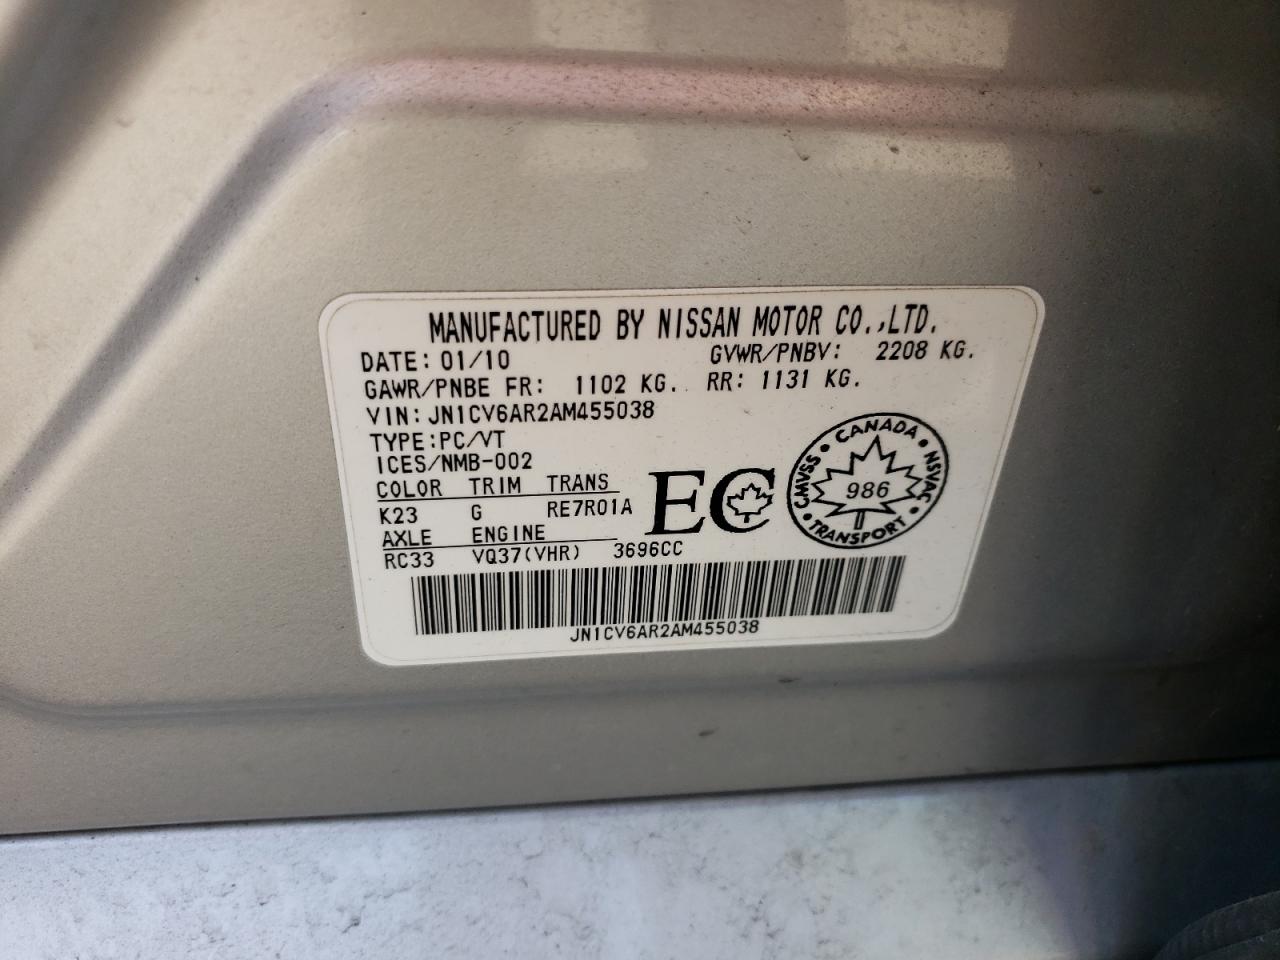 MANUFACTURED BY NISSAN MOTOR CO.,LTD.
DATE: 01/10 GVWR/PNBV: 2208 KG.
GAWR/PNBE FR: 1102 KG. RR: 1131 KG.
VIN: JN1CV6AR2AM455038
TYPE:PC/VT
ICES/NMB-002
COLOR TRIM TRANS
K23 G RE7R01A
AXLE ENGINE
RC33 VQ37(VHR) 3696CC
EC
CANADA • NSVAC • TRANSPORT • CMVSS •
986
JN1CV6AR2AM455038